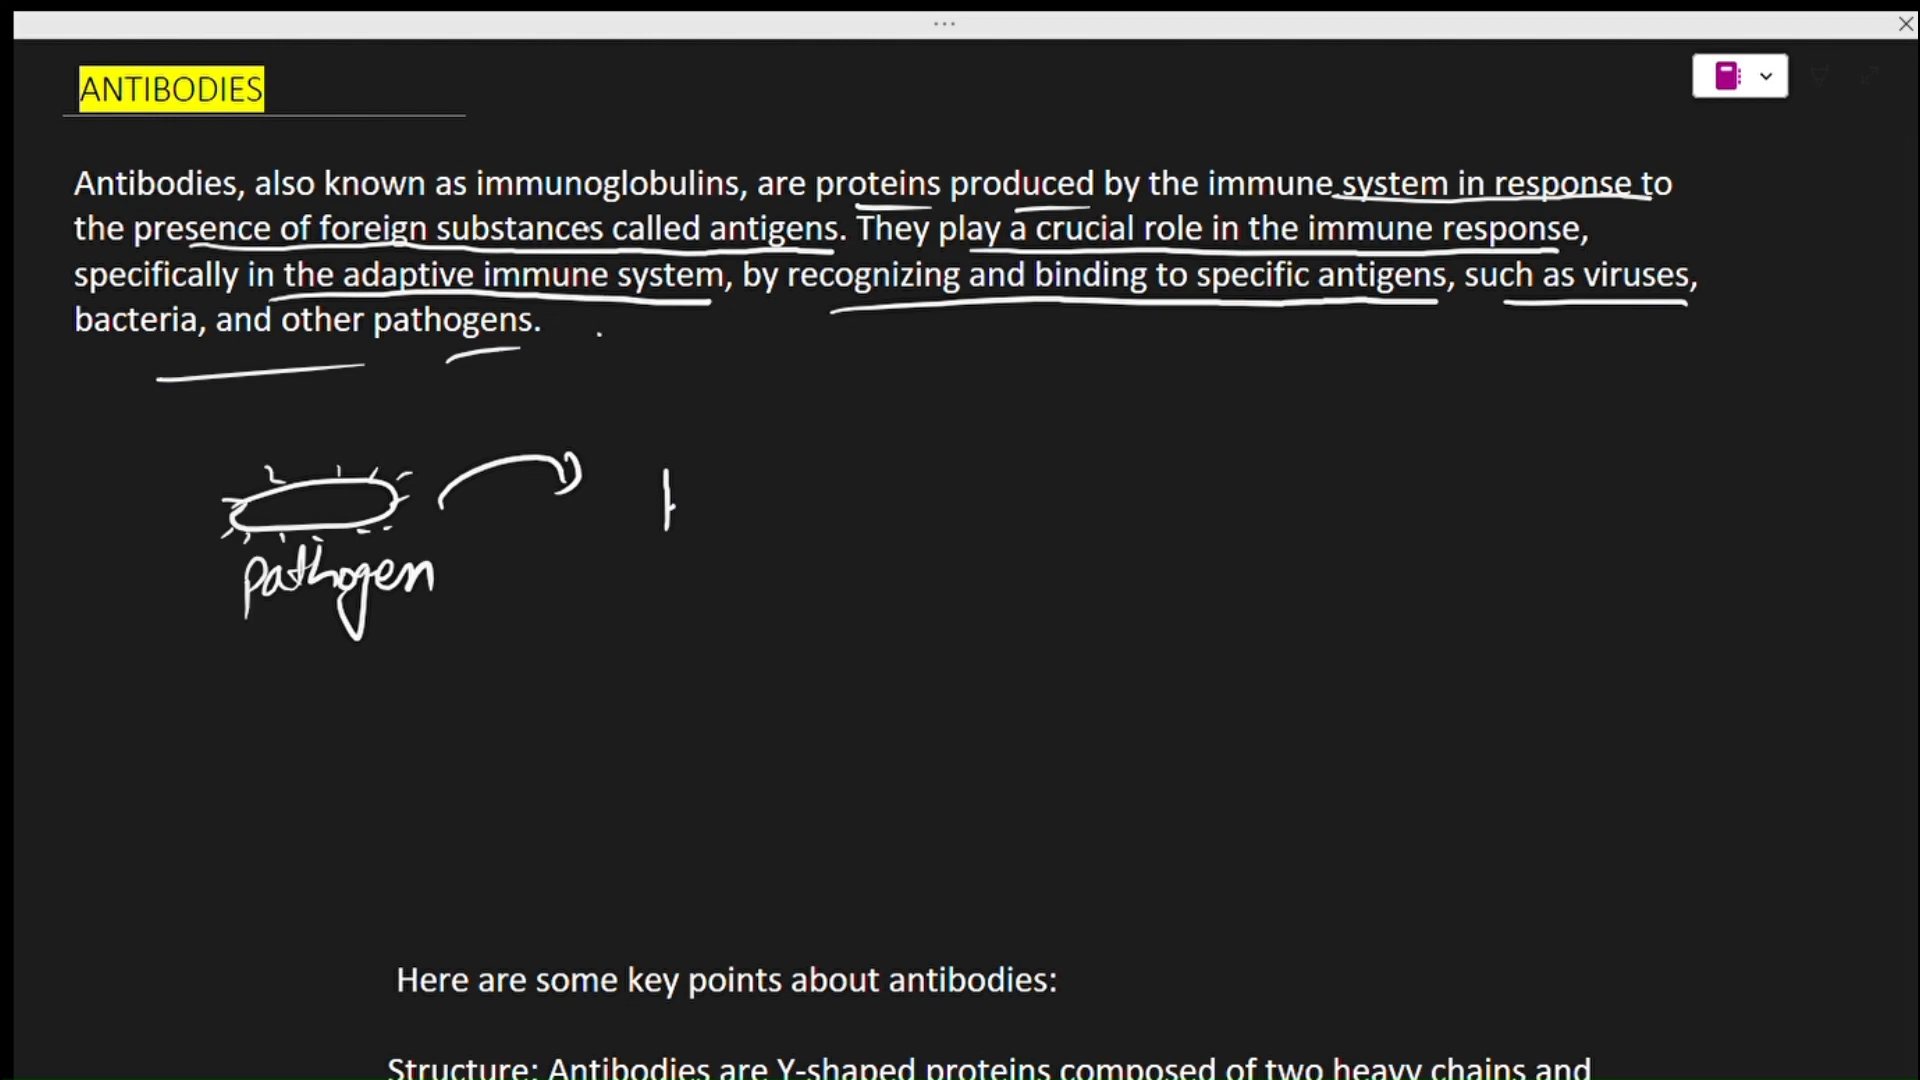 ANTIBODIES
Antibodies, also known as immunoglobulins, are proteins produced by the immune system in response to
the presence of foreign substances called antigens. They play a crucial role in the immune response,
specifically in the adaptive immune system, by recognizing and binding to specific antigens, such as viruses,
bacteria, and other pathogens.
pathogen
Here are some key points about antibodies:
Structure: Antibodies are Y-shaped proteins composed of two heavy chains and